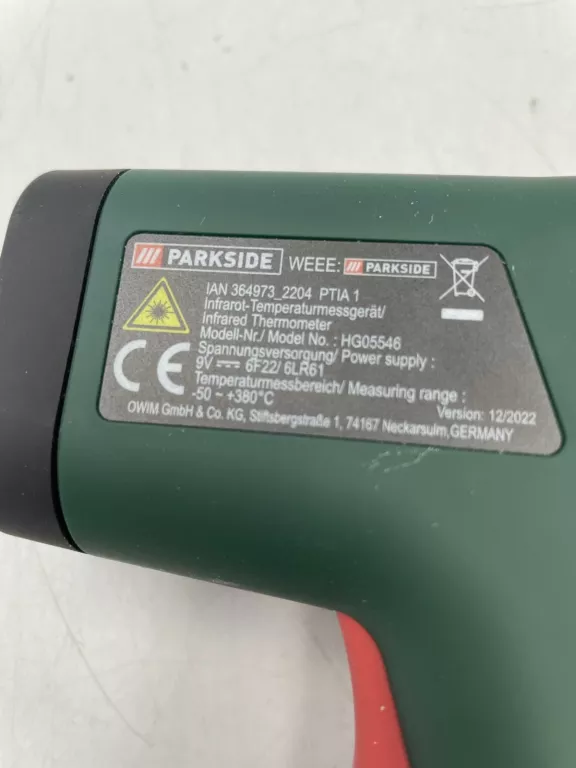 PARKSIDE WEEE: PARKSIDE
IAN 364973_2204 PTIA 1
Infrarot-Temperaturmessgerät/
Infrared Thermometer
Modell-Nr./ Model No.: HG05546
Spannungsversorgung/ Power supply :
9V 6F22/ 6LR61
Temperaturmessbereich/ Measuring range :
-50 ~ +380°C
Version: 12/2022
OWIM GmbH & Co. KG, Stiftsbergstraße 1, 74167 Neckarsulm,GERMANY
CE